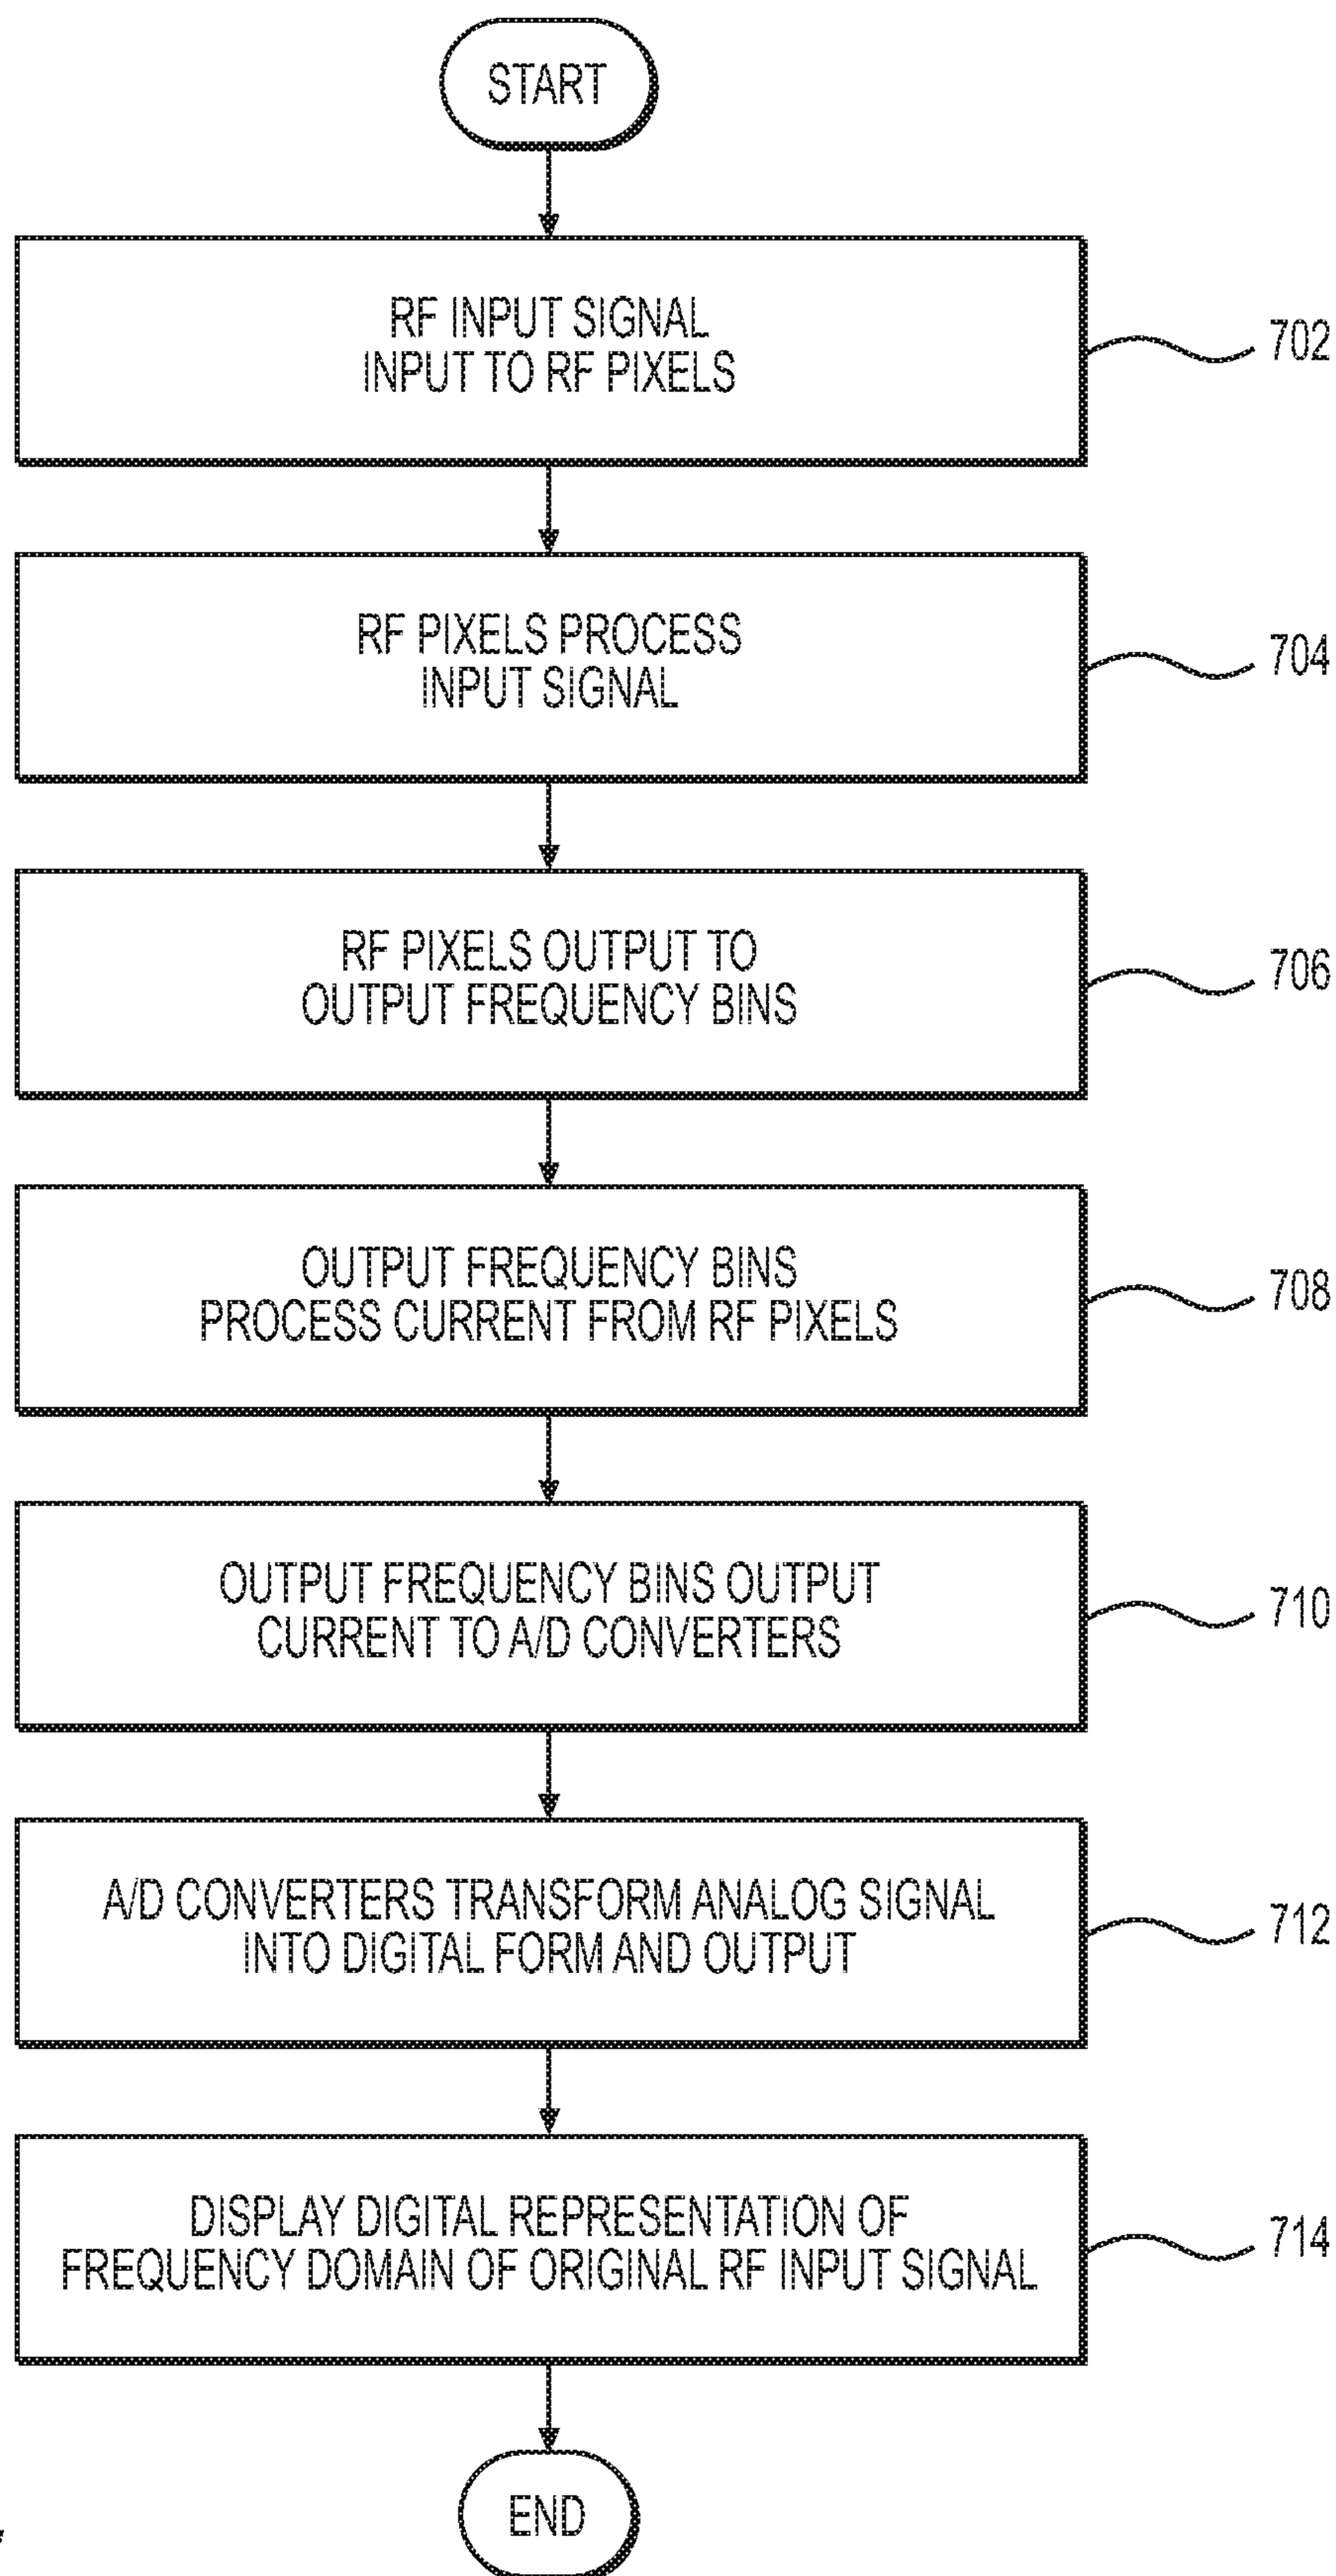 START
RF INPUT SIGNAL
INPUT TO RF PIXELS
702
RF PIXELS PROCESS
INPUT SIGNAL
704
RF PIXELS OUTPUT TO
OUTPUT FREQUENCY BINS
706
OUTPUT FREQUENCY BINS
PROCESS CURRENT FROM RF PIXELS
708
OUTPUT FREQUENCY BINS OUTPUT
CURRENT TO A/D CONVERTERS
710
A/D CONVERTERS TRANSFORM ANALOG SIGNAL
INTO DIGITAL FORM AND OUTPUT
712
DISPLAY DIGITAL REPRESENTATION OF
FREQUENCY DOMAIN OF ORIGINAL RF INPUT SIGNAL
714
END